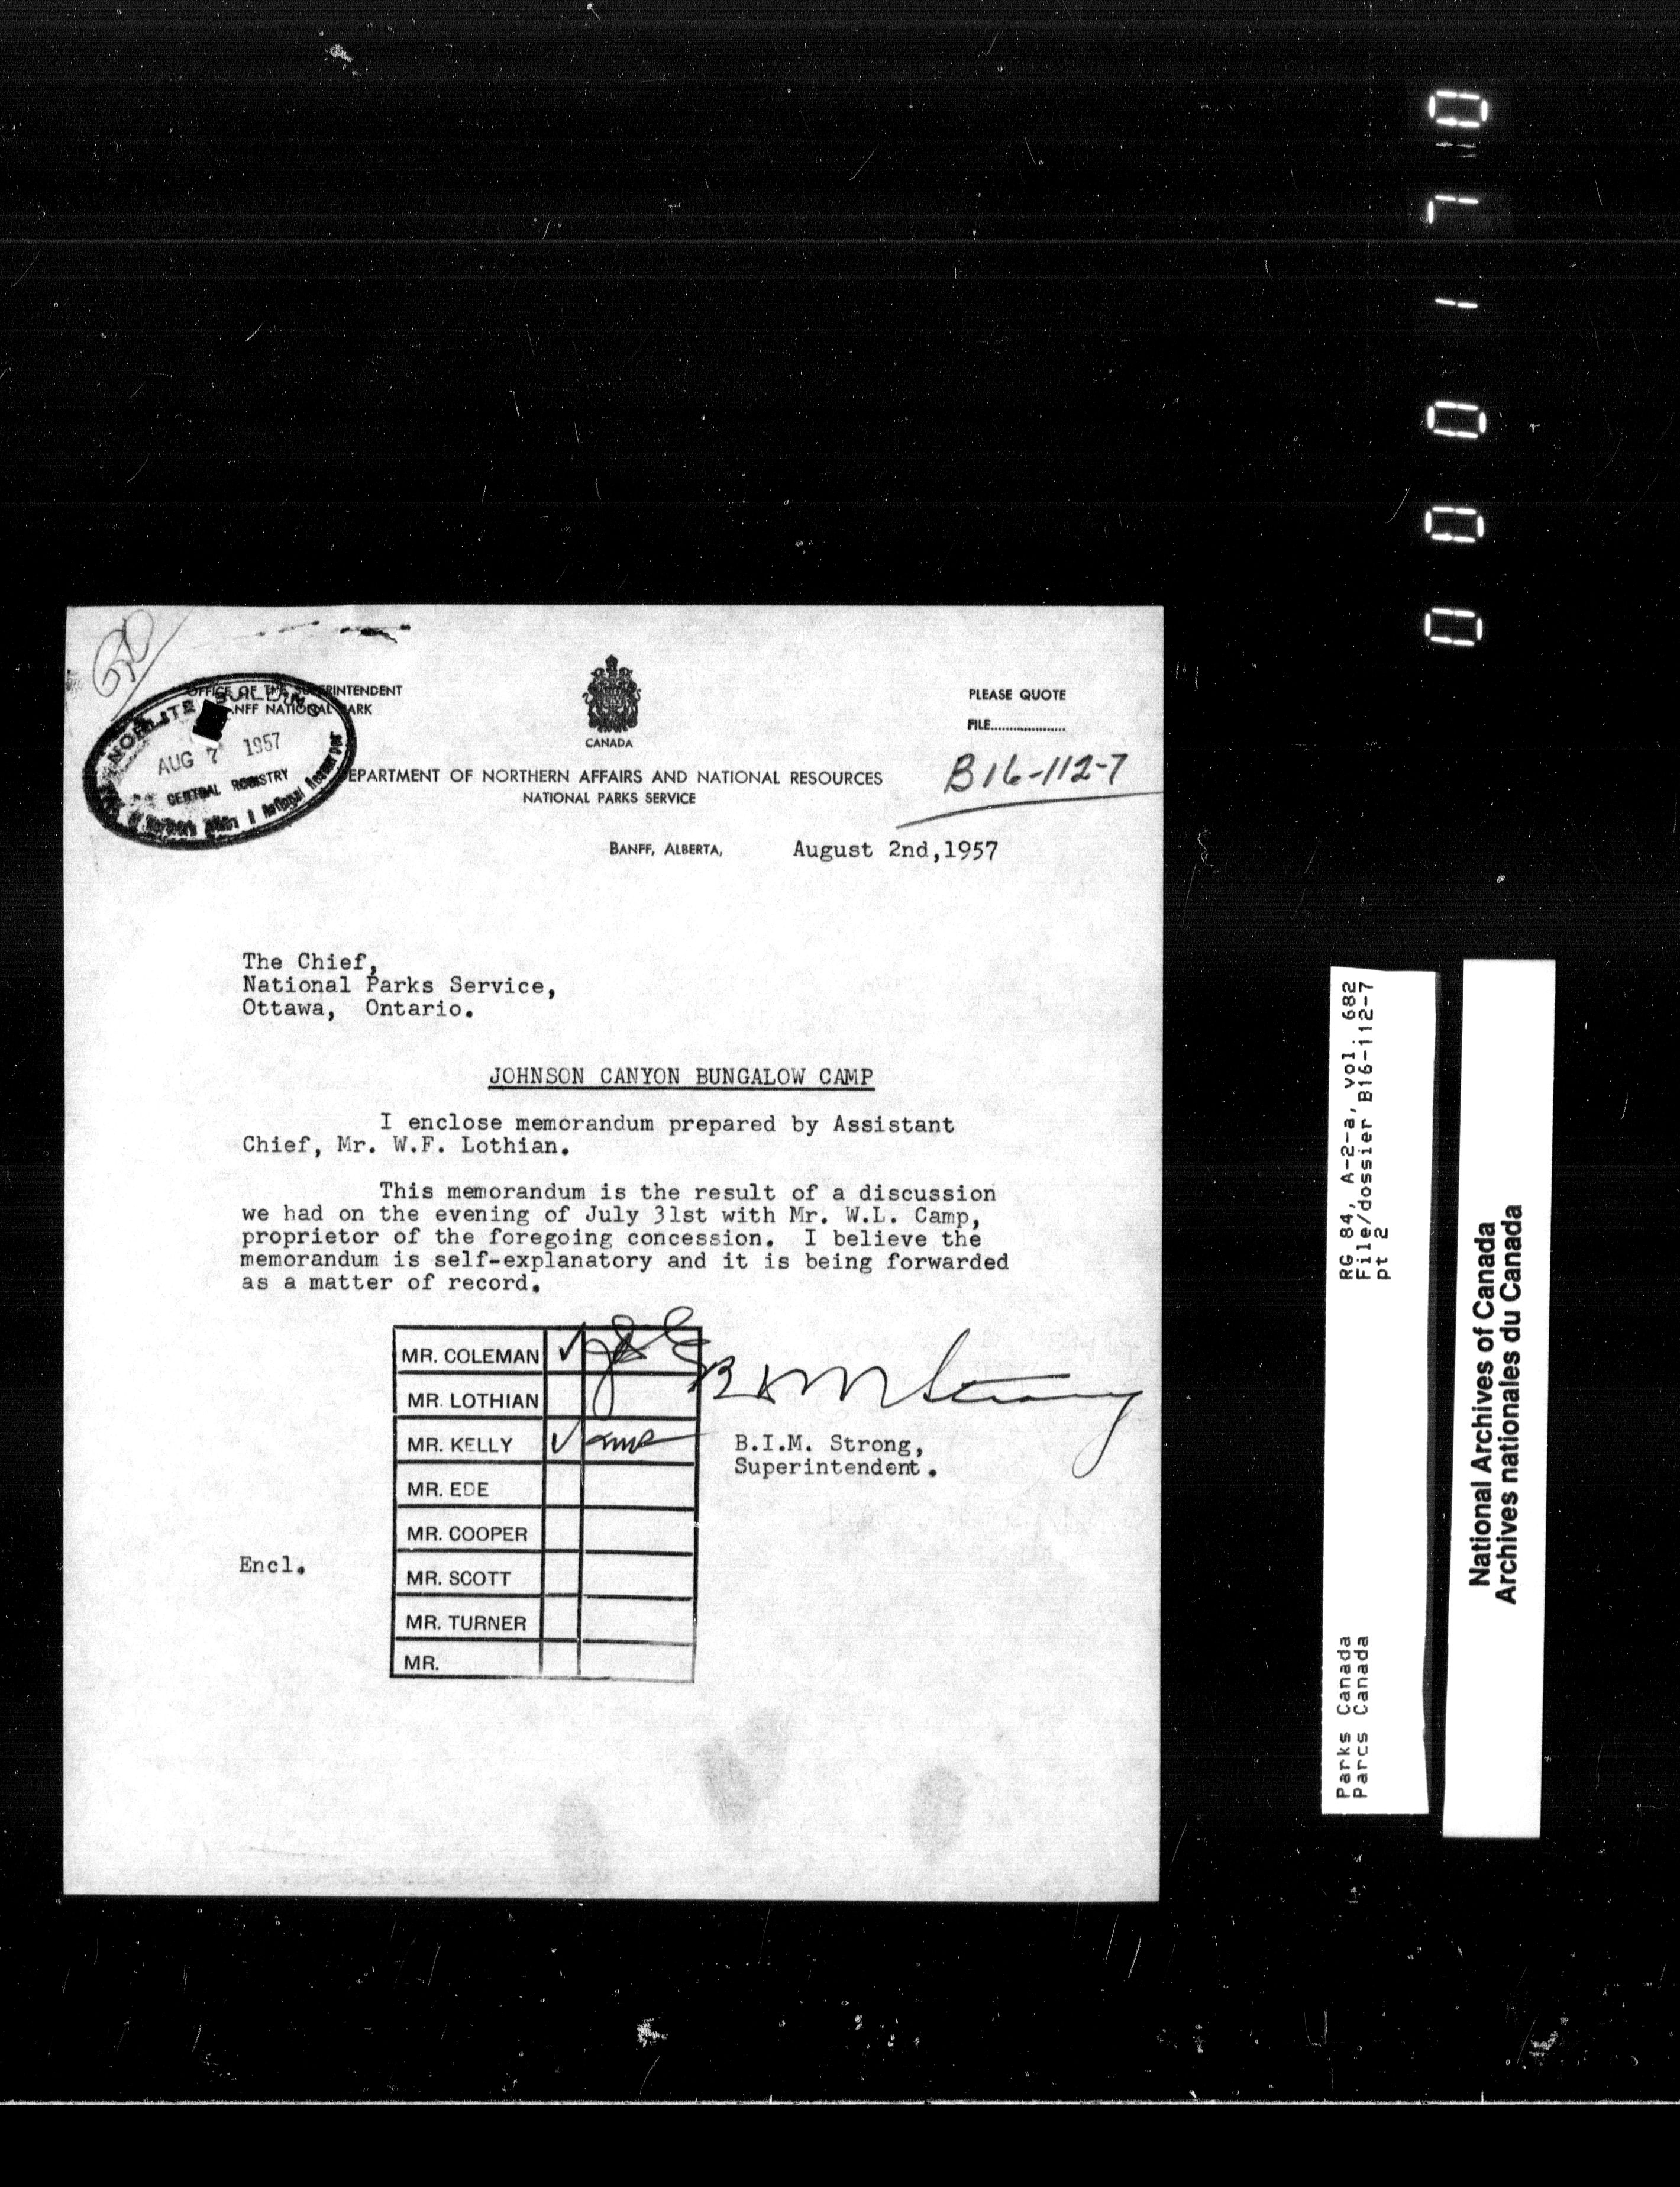 OFFICE OF THE SUPERINTENDENT
BANFF NATIONAL PARK
NORLITE BUILDING
AUG 7 1957
CENTRAL REGISTRY
CANADA
PLEASE QUOTE
FILE....................
B16-112-7
DEPARTMENT OF NORTHERN AFFAIRS AND NATIONAL RESOURCES
NATIONAL PARKS SERVICE
BANFF, ALBERTA, August 2nd,1957
The Chief,
National Parks Service,
Ottawa, Ontario.
JOHNSON CANYON BUNGALOW CAMP
I enclose memorandum prepared by Assistant
Chief, Mr. W.F. Lothian.
This memorandum is the result of a discussion
we had on the evening of July 31st with Mr. W.L. Camp,
proprietor of the foregoing concession. I believe the
memorandum is self-explanatory and it is being forwarded
as a matter of record.
MR. COLEMAN
MR. LOTHIAN
MR. KELLY
MR. EDE
MR. COOPER
MR. SCOTT
MR. TURNER
MR.
B I M Strong
B.I.M. Strong,
Superintendent.
Encl.
000170
RG 84, A-2-a, vol. 682
File/dossier B16-112-7
pt 2
Parks Canada
Parcs Canada
National Archives of Canada
Archives nationales du Canada